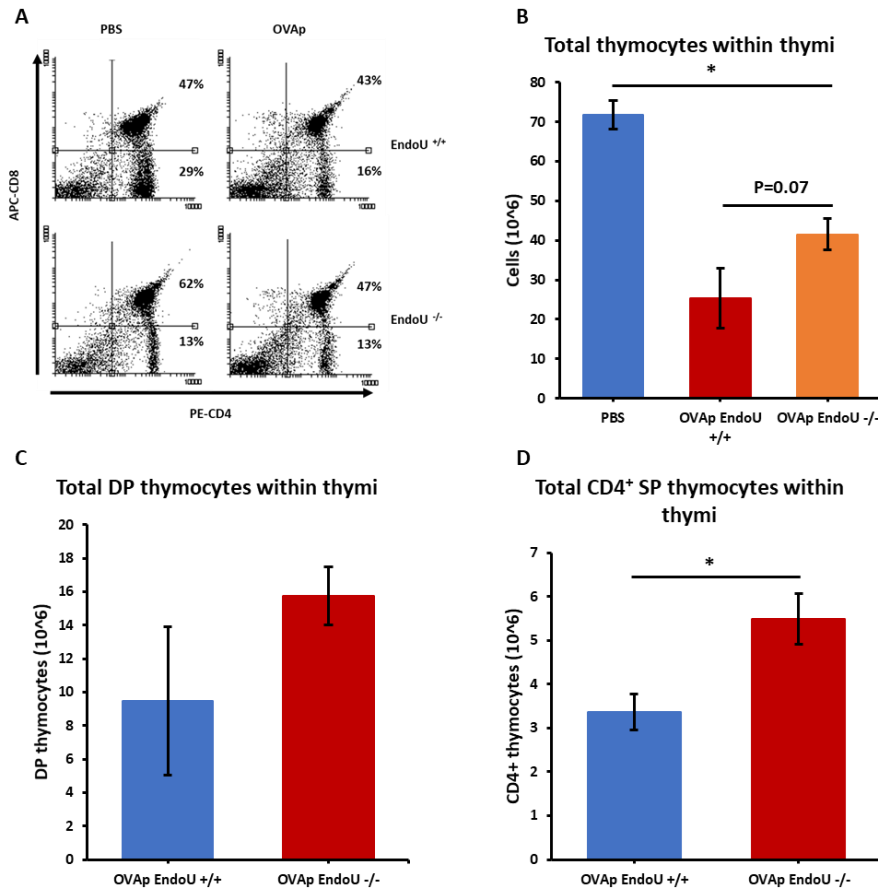 A
PBS
OVAp
APC-CD8
47%
29%
43%
16%
EndoU +/+
10000
10000
62%
13%
47%
13%
EndoU -/-
10000
10000
PE-CD4
B
Total thymocytes within thymi
*
P=0.07
Cells (10^6)
80
70
60
50
40
30
20
10
0
PBS
OVAp EndoU
+/+
OVAp EndoU -/-
C
Total DP thymocytes within thymi
DP thymocytes (10^6)
20
18
16
14
12
10
8
6
4
2
0
OVAp EndoU +/+
OVAp EndoU -/-
D
Total CD4+ SP thymocytes within
thymi
*
CD4+ thymocytes (10^6)
7
6
5
4
3
2
1
0
OVAp EndoU +/+
OVAp EndoU -/-